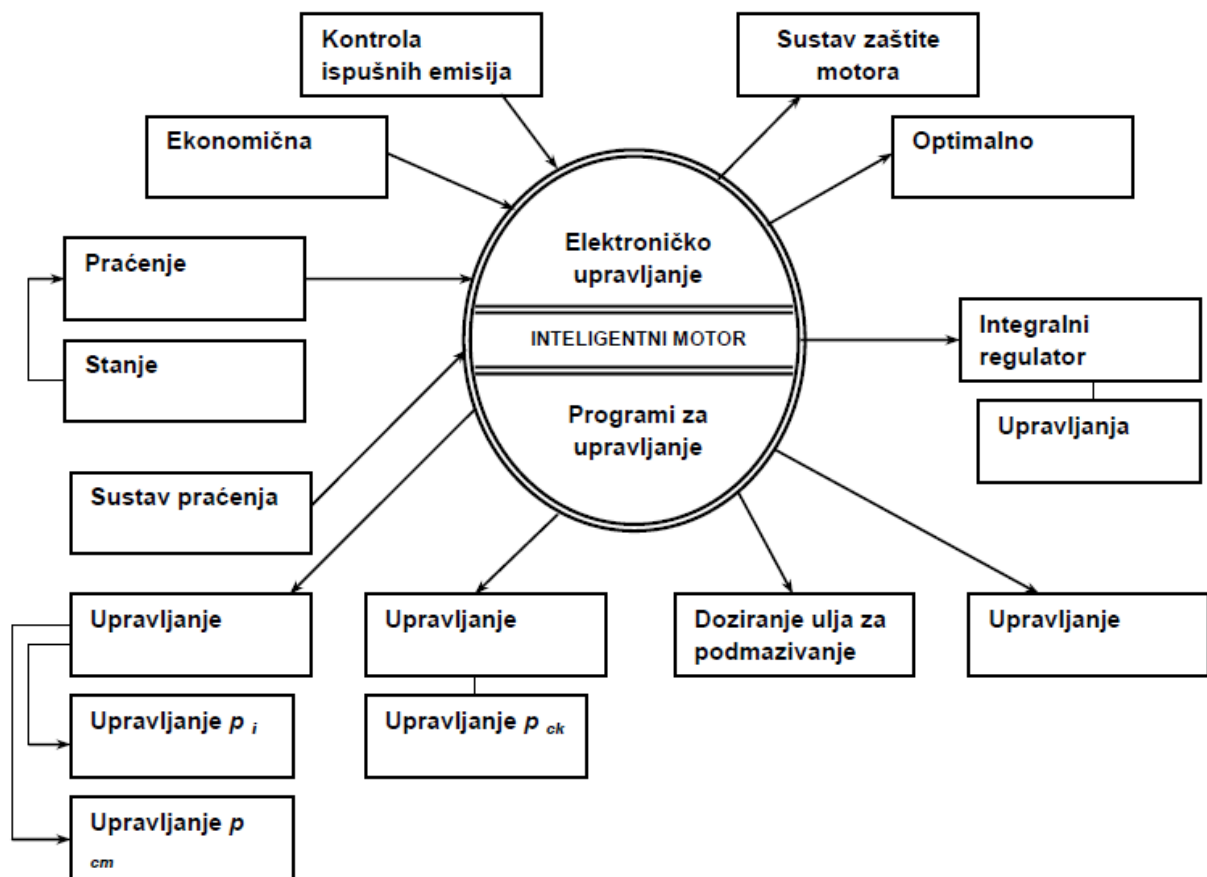 Kontrola
ispušnih emisija
Sustav zaštite
motora
Ekonomična
Optimalno
Elektroničko
upravljanje
Praćenje
INTELIGENTNI MOTOR
Integralni
regulator
Stanje
Programi za
upravljanje
Upravljanja
Sustav praćenja
Upravljanje
Upravljanje
Doziranje ulja za
podmazivanje
Upravljanje
Upravljanje p i
Upravljanje p ck
Upravljanje p
cm